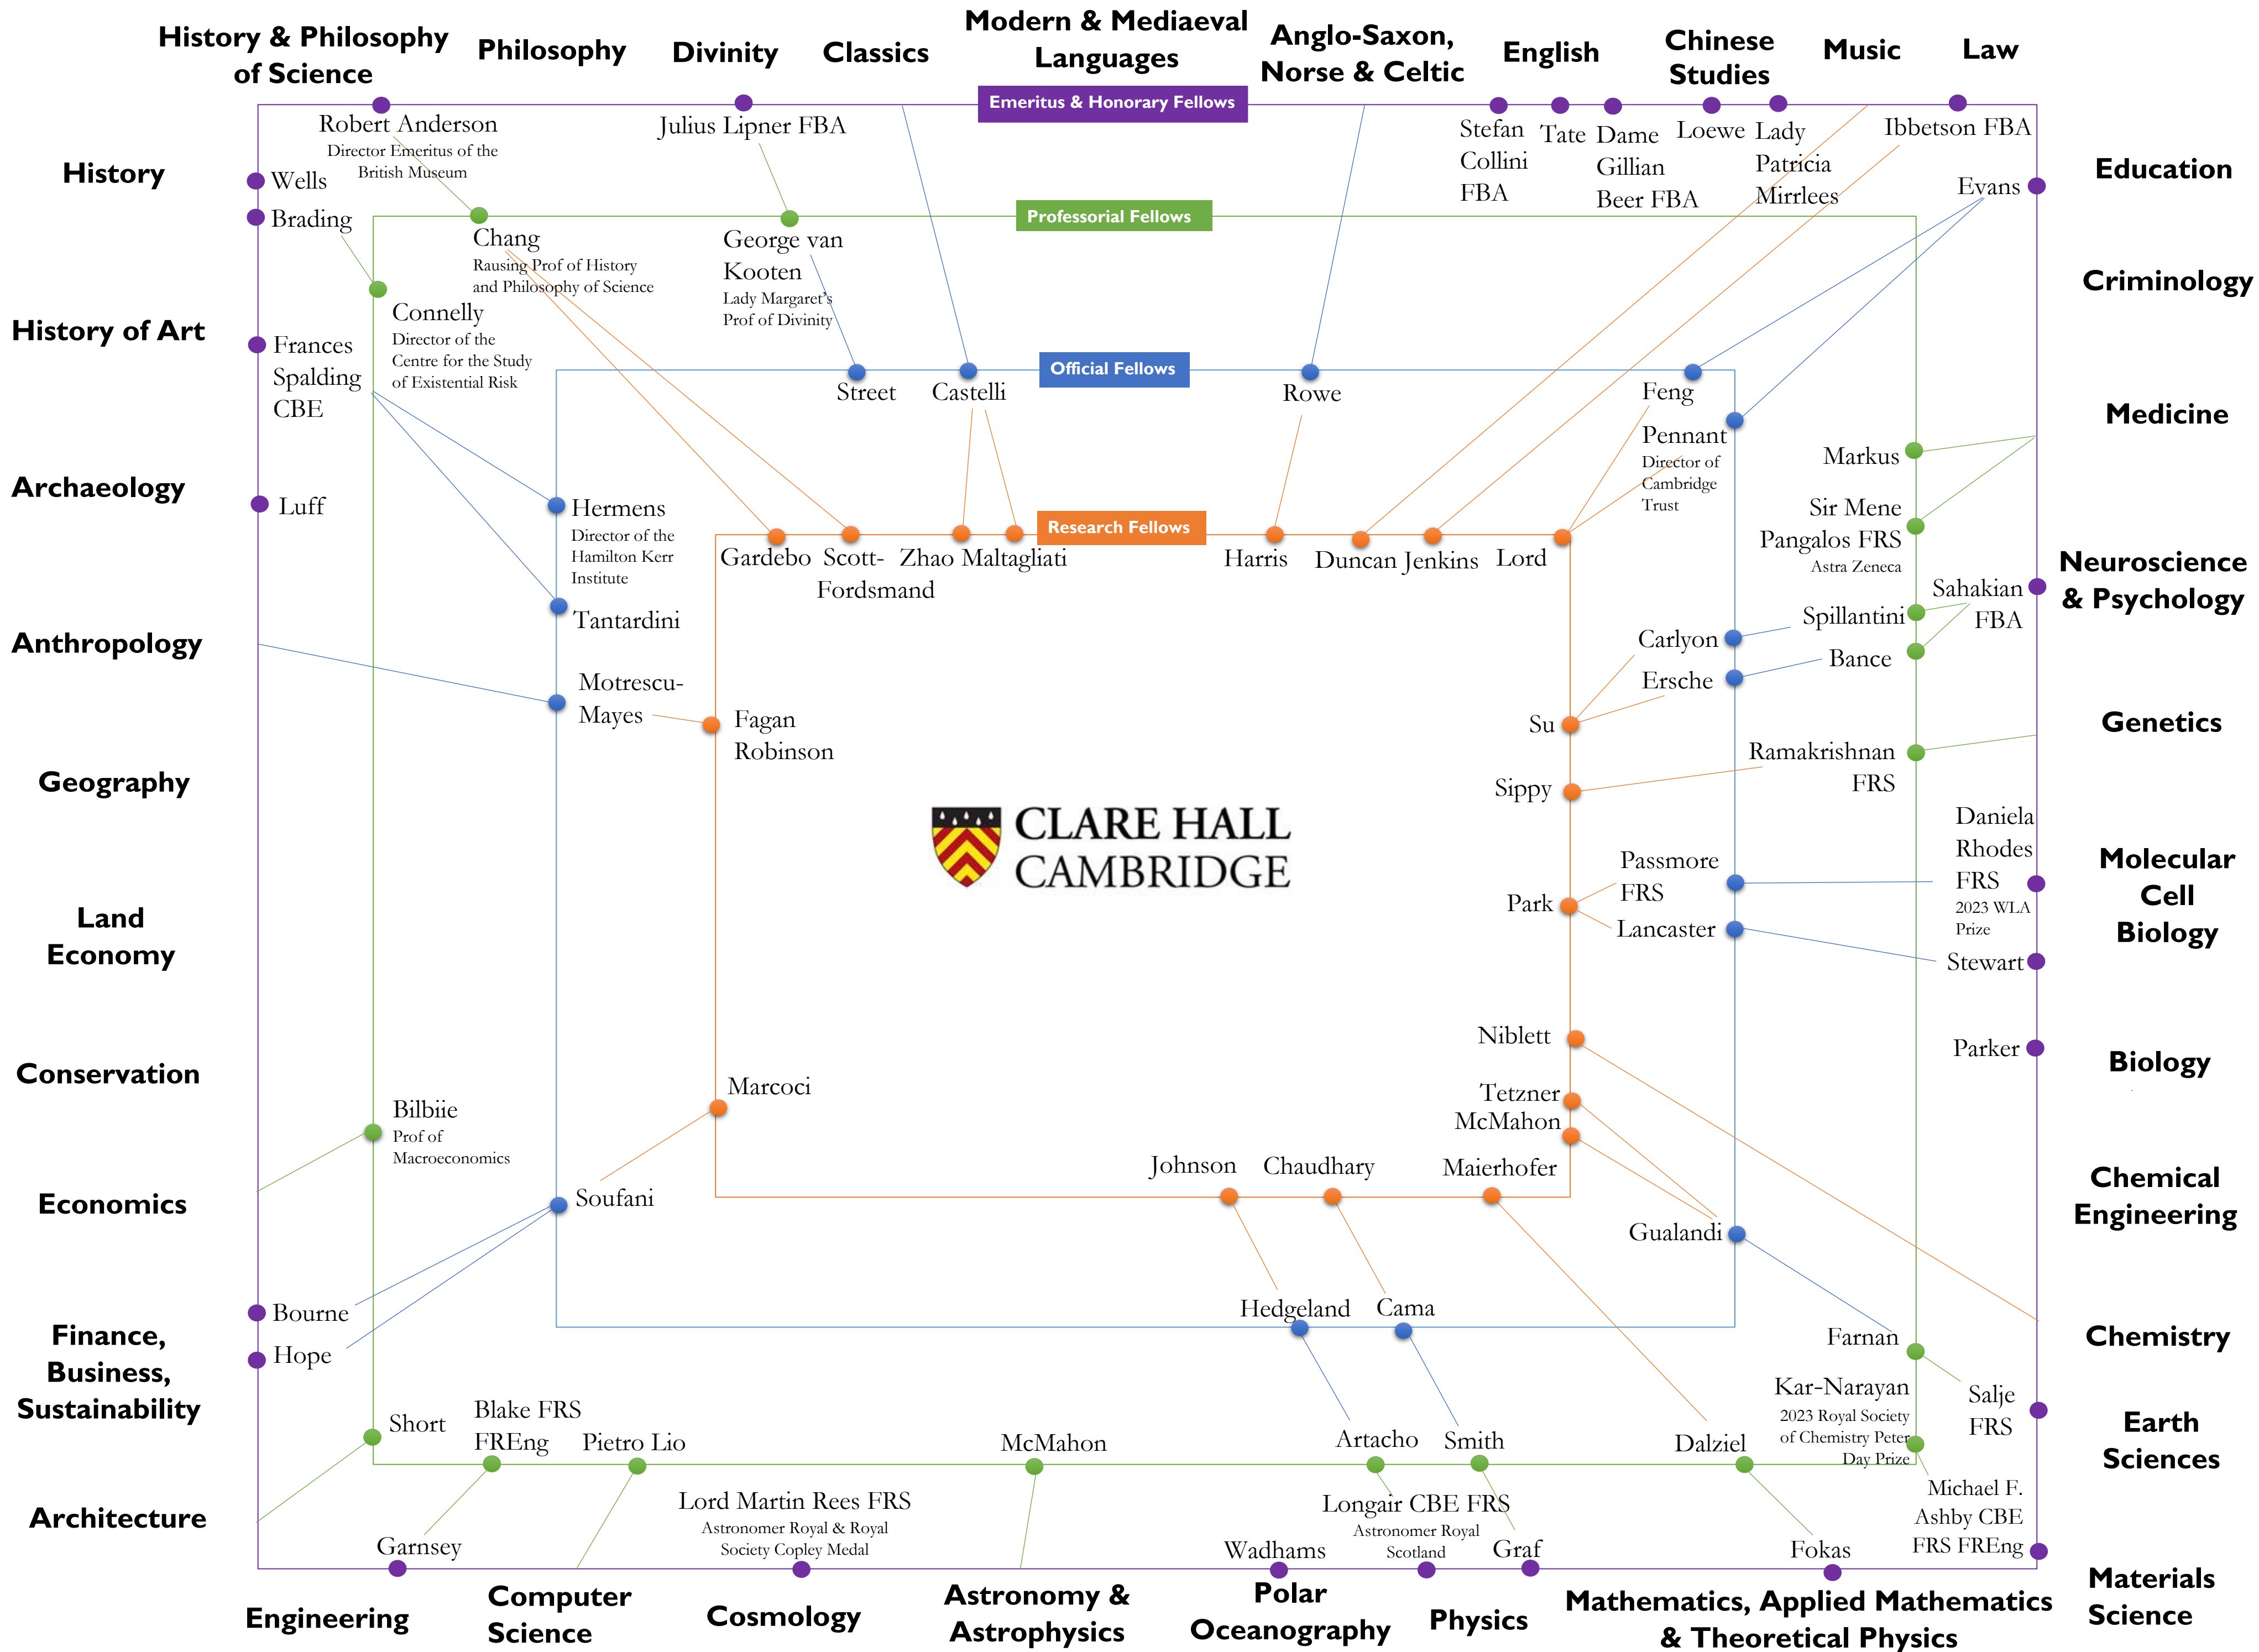 History & Philosophy
of Science
Philosophy
Divinity
Classics
Modern & Mediaeval
Languages
Anglo-Saxon,
Norse & Celtic
English
Chinese
Studies
Music
Law
Emeritus & Honorary Fellows
Robert Anderson
Director Emeritus of the
British Museum
Julius Lipner FBA
Stefan
Collini
FBA
Tate
Dame
Gillian
Beer FBA
Loewe
Lady
Patricia
Mirrlees
Ibbetson FBA
History
Wells
Brading
Evans
Education
Professorial Fellows
Chang
Rausing Prof of History
and Philosophy of Science
George van
Kooten
Lady Margaret's
Prof of Divinity
Criminology
Connelly
Director of the
Centre for the Study
of Existential Risk
History of Art
Frances
Spalding
CBE
Official Fellows
Street
Castelli
Rowe
Feng
Pennant
Director of
Cambridge
Trust
Medicine
Markus
Sir Mene
Pangalos FRS
Astra Zeneca
Archaeology
Luff
Hermens
Director of the
Hamilton Kerr
Institute
Tantardini
Research Fellows
Gardebo
Scott-
Fordsmand
Zhao
Maltagliati
Harris
Duncan
Jenkins
Lord
Neuroscience
& Psychology
Sahakian
FBA
Spillantini
Bance
Carlyon
Ersche
Su
Anthropology
Motrescu-
Mayes
Fagan
Robinson
Genetics
Ramakrishnan
FRS
Sippy
Geography
CLARE HALL
CAMBRIDGE
Daniela
Rhodes
FRS
2023 WLA
Prize
Stewart
Molecular
Cell
Biology
Passmore
FRS
Lancaster
Park
Land
Economy
Niblett
Parker
Biology
Conservation
Marcoci
Tetzner
McMahon
Maierhofer
Bilbiie
Prof of
Macroeconomics
Johnson
Chaudhary
Chemical
Engineering
Economics
Soufani
Gualandi
Bourne
Hope
Hedgeland
Cama
Farnan
Chemistry
Finance,
Business,
Sustainability
Kar-Narayan
2023 Royal Society
of Chemistry Peter
Day Prize
Salje
FRS
Earth
Sciences
Short
Blake FRS
FREng
Pietro Lio
McMahon
Artacho
Smith
Dalziel
Architecture
Garnsey
Lord Martin Rees FRS
Astronomer Royal & Royal
Society Copley Medal
Wadhams
Longair CBE FRS
Astronomer Royal
Scotland
Graf
Fokas
Michael F.
Ashby CBE
FRS FREng
Engineering
Computer
Science
Cosmology
Astronomy &
Astrophysics
Polar
Oceanography
Physics
Mathematics, Applied Mathematics
& Theoretical Physics
Materials
Science